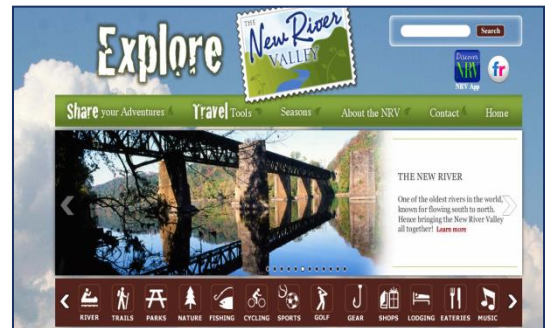 Explore
THE
New River
VALLEY
Search
Discover
NRV
NRV App
fr
Share your Adventures
Travel Tools
Seasons
About the NRV
Contact
Home
THE NEW RIVER
One of the oldest rivers in the world,
known for flowing south to north.
Hence bringing the New River Valley
all together! Learn more
RIVER
TRAILS
PARKS
NATURE
FISHING
CYCLING
SPORTS
GOLF
GEAR
SHOPS
LODGING
EATERIES
MUSIC